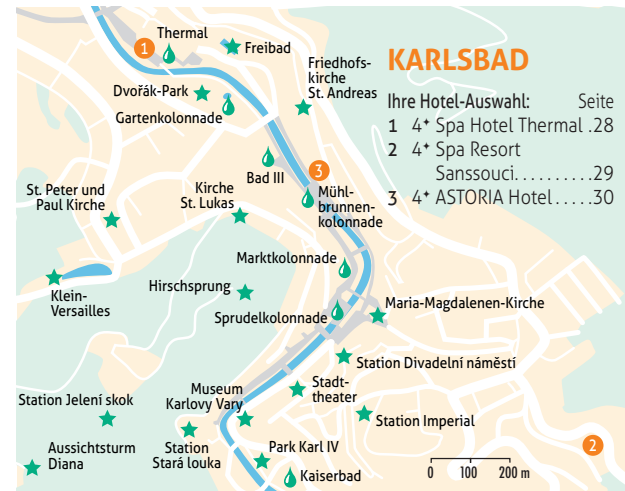 KARLSBAD
Ihre Hotel-Auswahl: Seite
1 4✦ Spa Hotel Thermal .28
2 4✦ Spa Resort
Sanssouci..........29
3 4✦ ASTORIA Hotel.....30
Thermal
1
Freibad
Friedhofs-
kirche
St. Andreas
Dvořák-Park
Gartenkolonnade
Bad III
3
Mühl-
brunnen-
kolonnade
St. Peter und
Paul Kirche
Kirche
St. Lukas
Marktkolonnade
Klein-
Versailles
Hirschsprung
Sprudelkolonnade
Maria-Magdalenen-Kirche
Station Divadelní náměstí
Stadt-
theater
Museum
Karlovy Vary
Station Jelení skok
Station Imperial
Aussichtsturm
Diana
Station
Stará louka
Park Karl IV
Kaiserbad
2
0 100 200 m